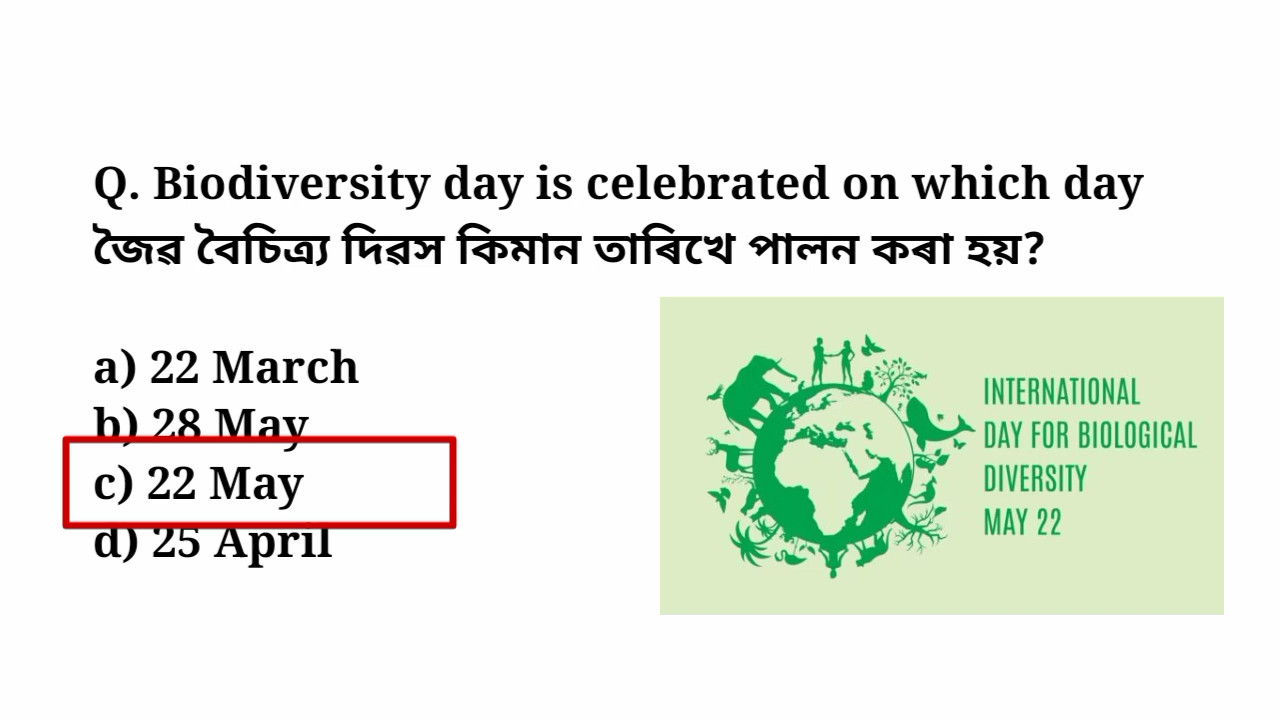 Q. Biodiversity day is celebrated on which day
জৈৱ বৈচিত্ৰ্য দিৱস কিমান তাৰিখে পালন কৰা হয়?
a) 22 March
b) 28 May
c) 22 May
d) 25 April
INTERNATIONAL
DAY FOR BIOLOGICAL
DIVERSITY
MAY 22